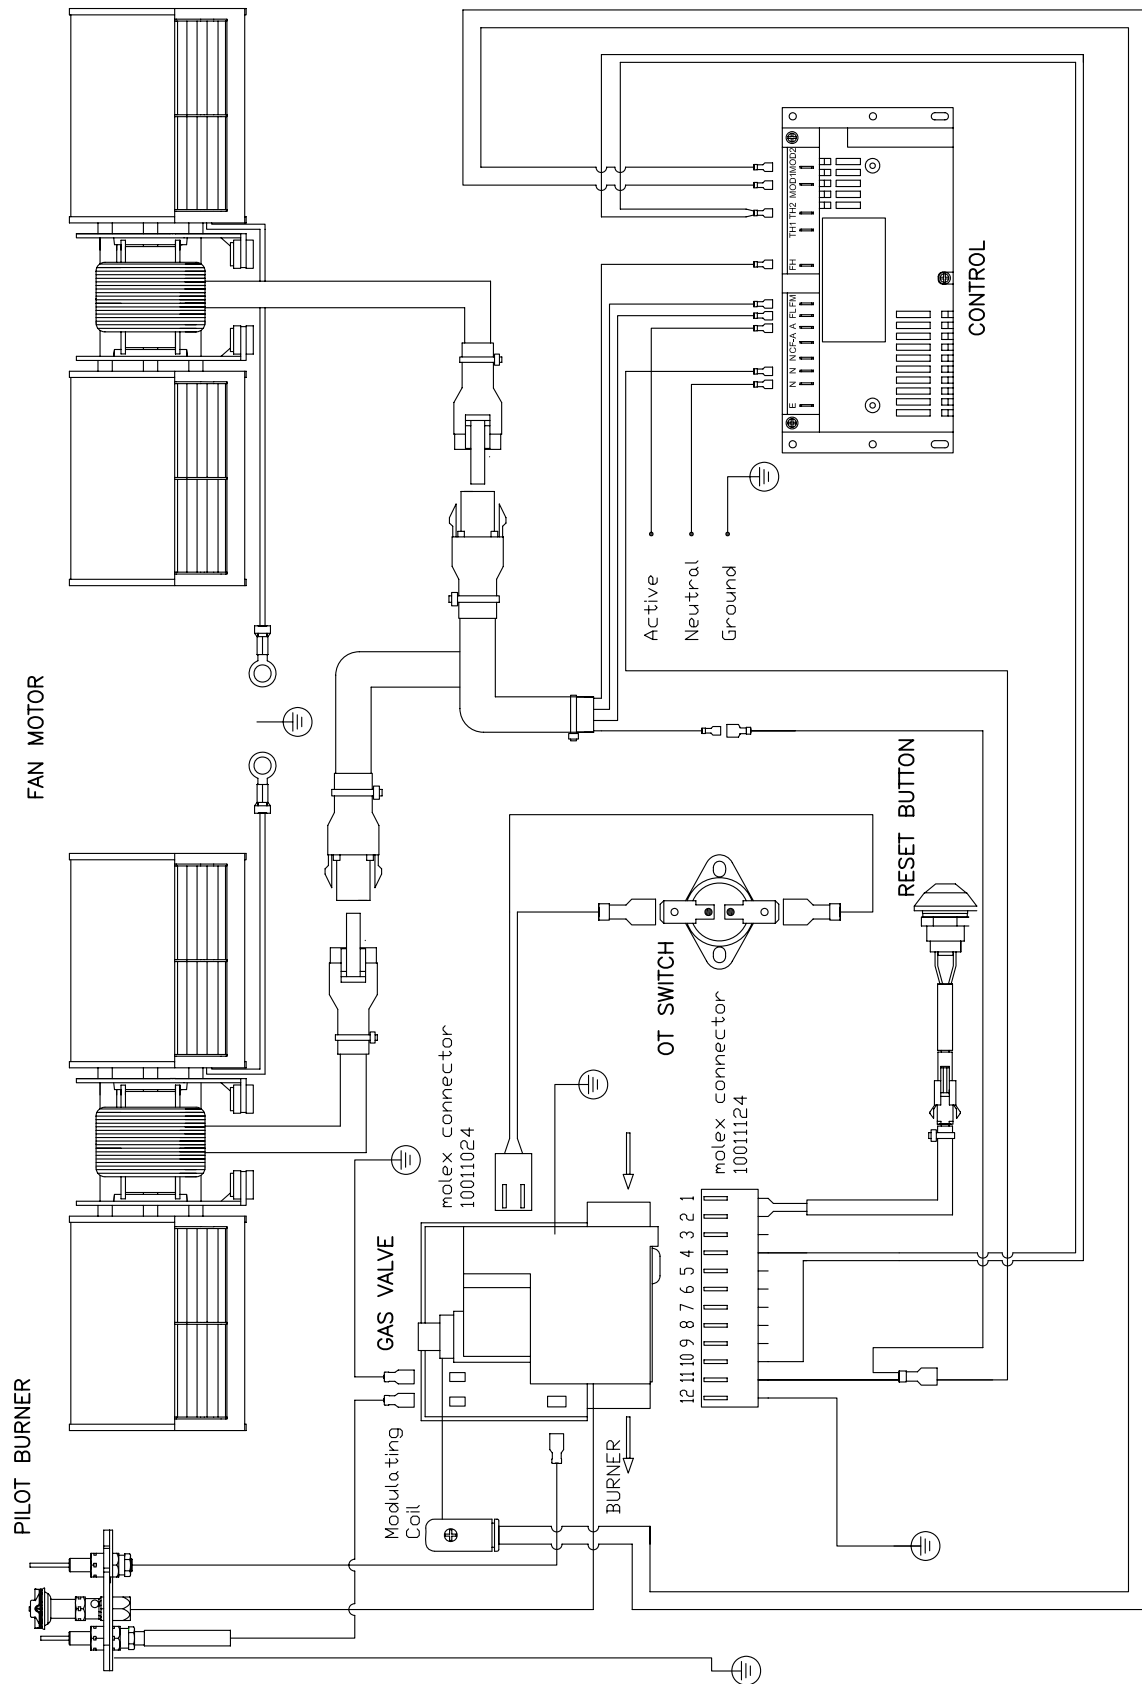 FAN MOTOR
PILOT BURNER
CONTROL
MOD2
MOD1
TH2
TH1
FH
FM
FL
A
CF-A
N
N
N
E
Active
Neutral
Ground
RESET BUTTON
OT SWITCH
molex connector
10011024
molex connector
10011124
GAS VALVE
Modulating
Coil
BURNER
12 11 10 9 8 7 6 5 4 3 2 1